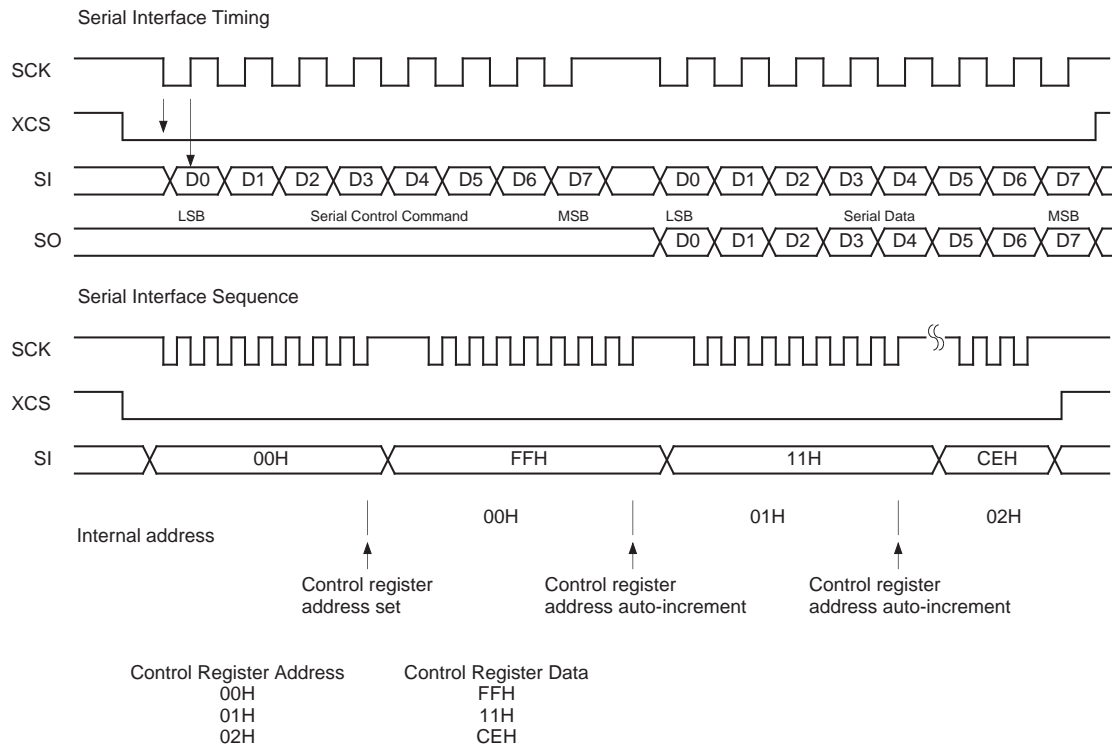 Serial Interface Timing
SCK
XCS
SI D0 D1 D2 D3 D4 D5 D6 D7 D0 D1 D2 D3 D4 D5 D6 D7
LSB Serial Control Command MSB LSB Serial Data MSB
SO D0 D1 D2 D3 D4 D5 D6 D7
Serial Interface Sequence
SCK
XCS
SI 00H FFH 11H CEH
00H 01H 02H
Internal address
Control register address set
Control register address auto-increment
Control register address auto-increment
Control Register Address Control Register Data
00H FFH
01H 11H
02H CEH